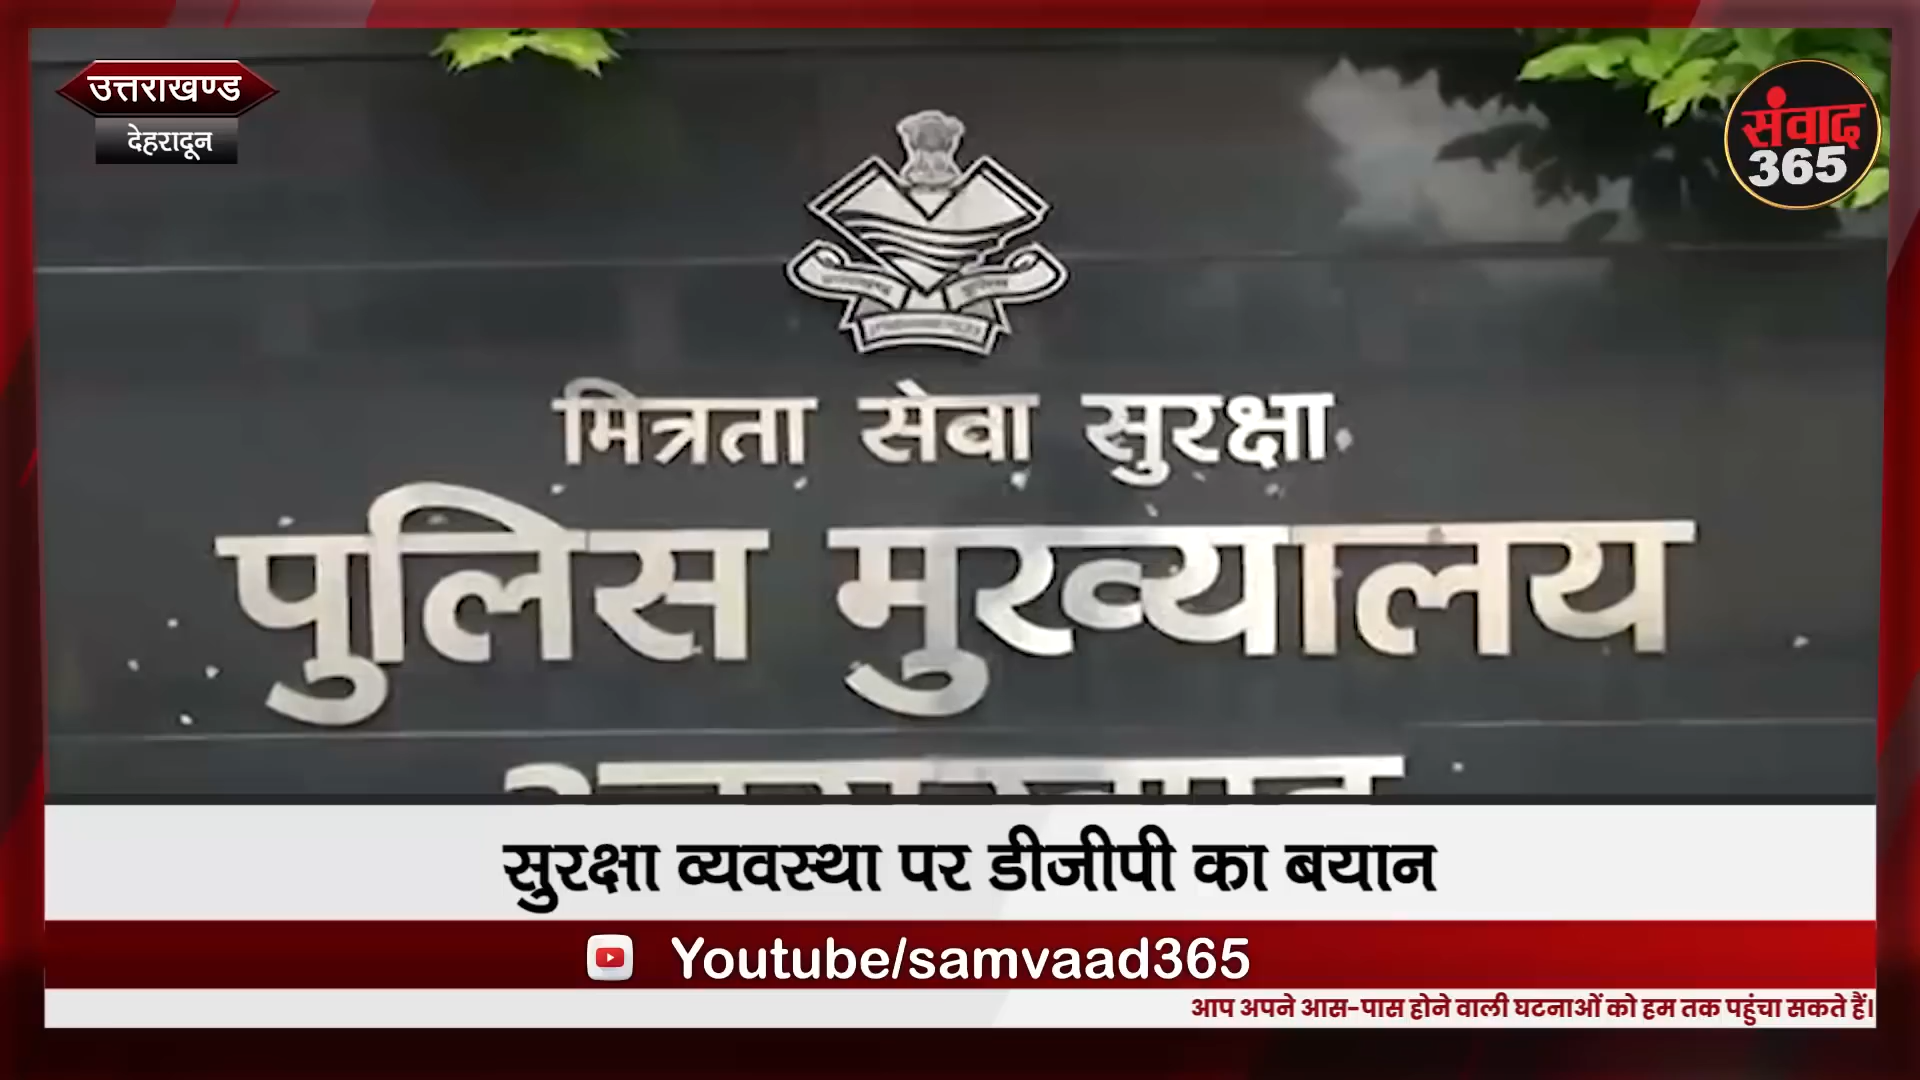 उत्तराखण्ड
देहरादून
संवाद
365
मित्रता सेवा सुरक्षा
पुलिस मुख्यालय
सुरक्षा व्यवस्था पर डीजीपी का बयान
Youtube/samvaad365
आप अपने आस-पास होने वाली घटनाओं को हम तक पहुंचा सकते हैं।